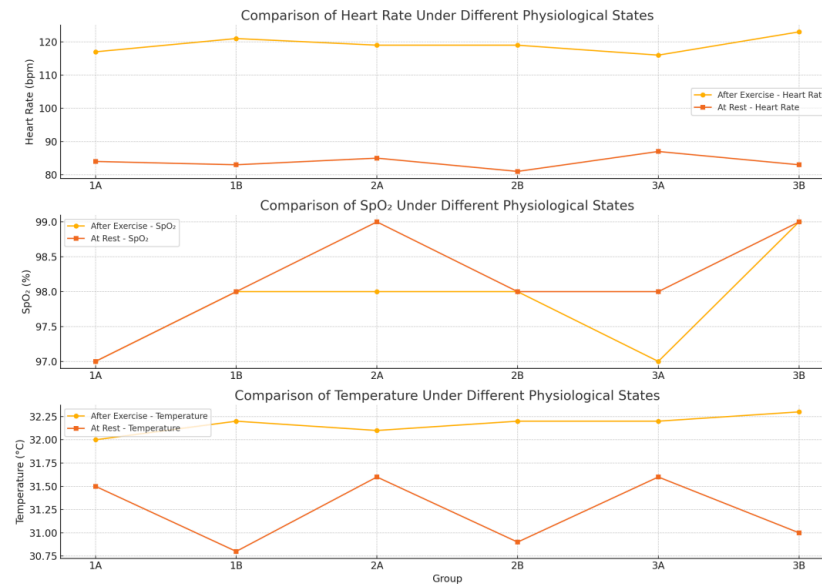 Comparison of Heart Rate Under Different Physiological States
120
110
100
90
80
Heart Rate (bpm)
After Exercise - Heart Rat
At Rest - Heart Rate
1A 1B 2A 2B 3A 3B
Comparison of SpO₂ Under Different Physiological States
99.0
98.5
98.0
97.5
97.0
SpO₂ (%)
After Exercise - SpO₂
At Rest - SpO₂
1A 1B 2A 2B 3A 3B
Comparison of Temperature Under Different Physiological States
32.25
32.00
31.75
31.50
31.25
31.00
30.75
Temperature (°C)
After Exercise - Temperature
At Rest - Temperature
1A 1B 2A 2B 3A 3B
Group